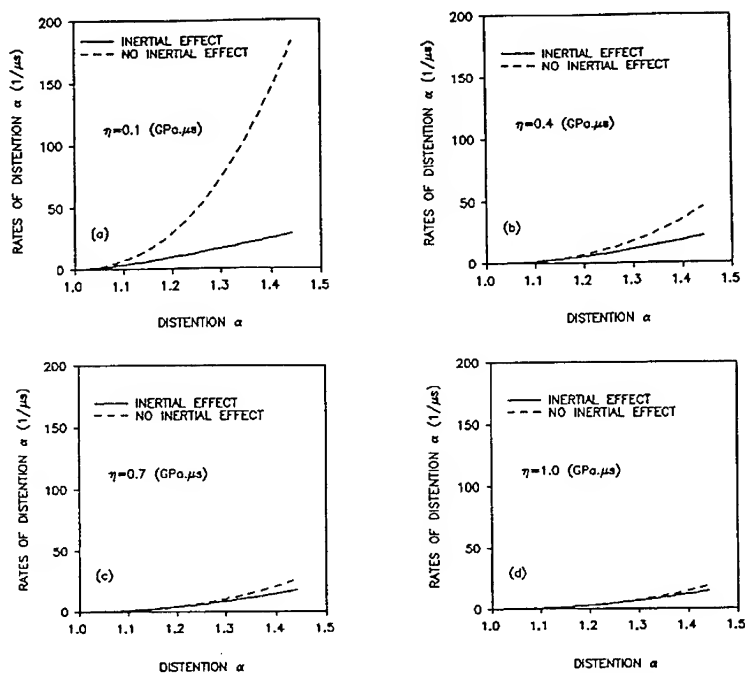 RATES OF DISTENTION α (1/μs)
200
150
100
50
0
INERTIAL EFFECT
NO INERTIAL EFFECT
η=0.1 (GPa.μs)
(a)
1.0 1.1 1.2 1.3 1.4 1.5
DISTENTION α
RATES OF DISTENTION α (1/μs)
200
150
100
50
0
INERTIAL EFFECT
NO INERTIAL EFFECT
η=0.4 (GPa.μs)
(b)
1.0 1.1 1.2 1.3 1.4 1.5
DISTENTION α
RATES OF DISTENTION α (1/μs)
200
150
100
50
0
INERTIAL EFFECT
NO INERTIAL EFFECT
η=0.7 (GPa.μs)
(c)
1.0 1.1 1.2 1.3 1.4 1.5
DISTENTION α
RATES OF DISTENTION α (1/μs)
200
150
100
50
0
INERTIAL EFFECT
NO INERTIAL EFFECT
η=1.0 (GPa.μs)
(d)
1.0 1.1 1.2 1.3 1.4 1.5
DISTENTION α